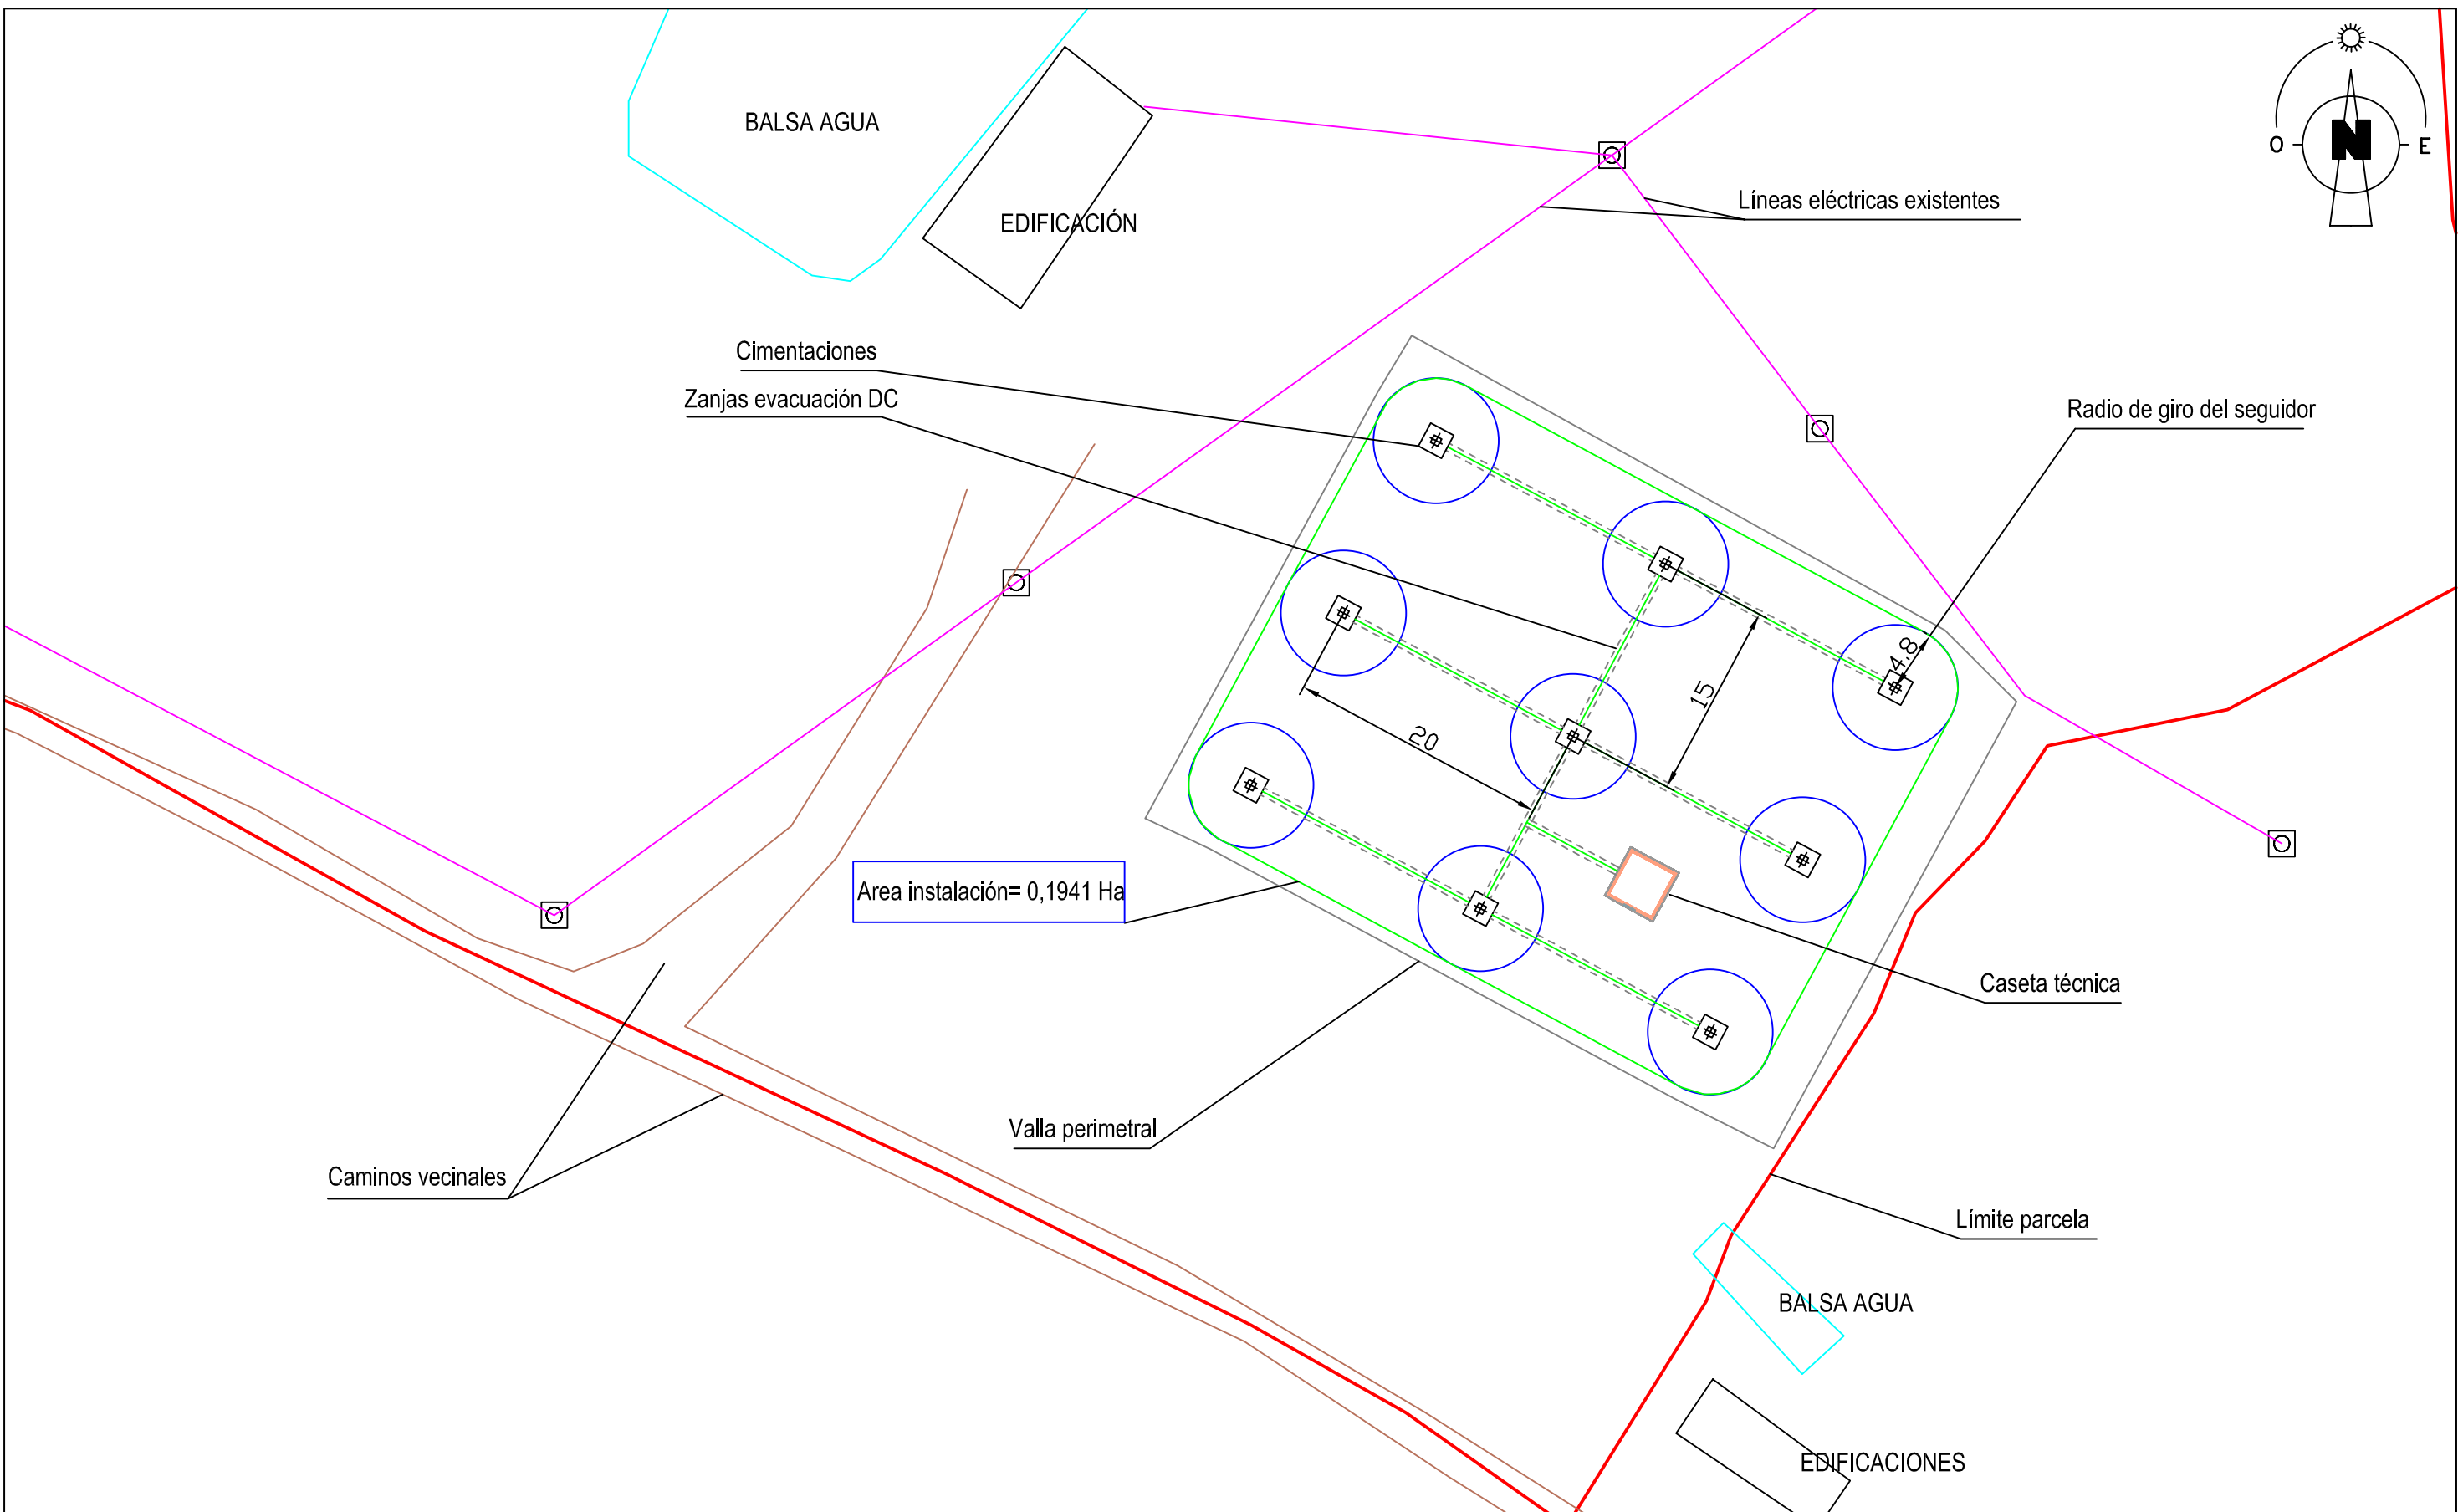 BALSA AGUA
EDIFICACIÓN
Líneas eléctricas existentes
O
N
E
Cimentaciones
Zanjas evacuación DC
Radio de giro del seguidor
4.8
15
20
Area instalación= 0,1941 Ha
Caseta técnica
Valla perimetral
Caminos vecinales
Límite parcela
BALSA AGUA
EDIFICACIONES